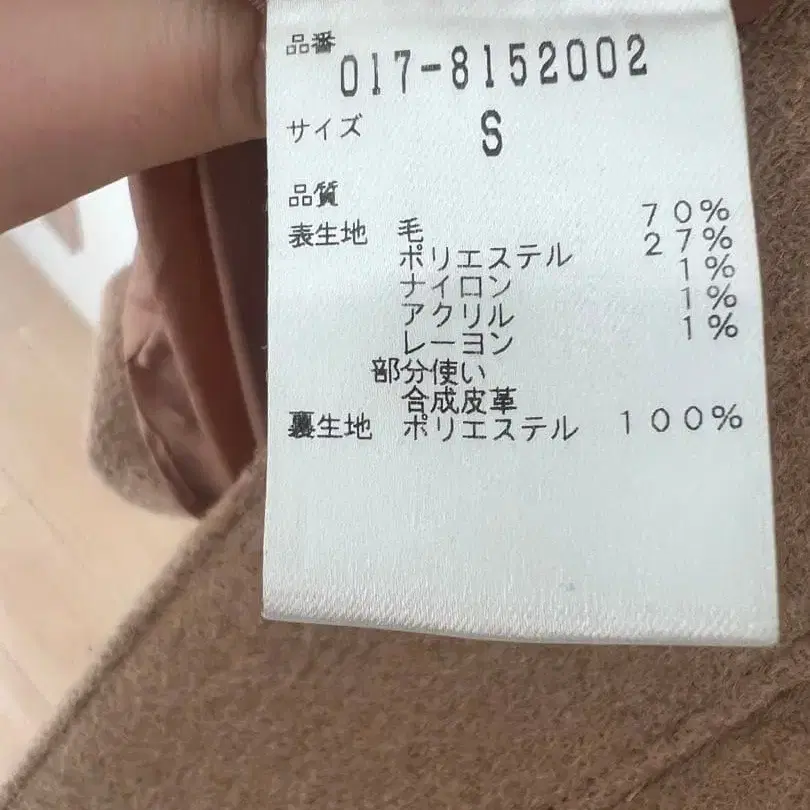 品番 017-8152002
サイズ S
品質
表生地 毛 70%
ポリエステル 27%
ナイロン 1%
アクリル 1%
レーヨン 1%
部分使い
合成皮革
裏生地 ポリエステル 100%